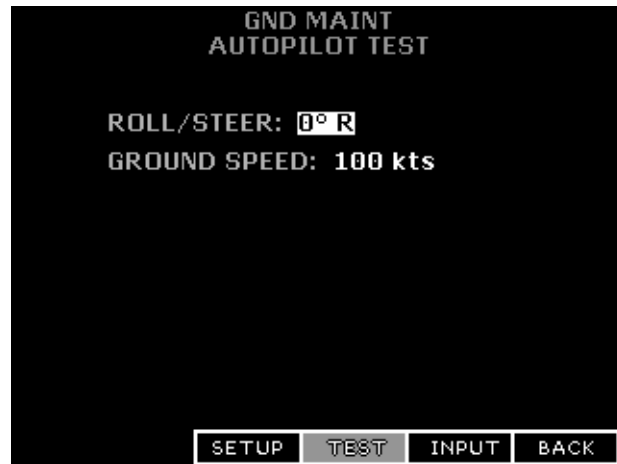 GND MAINT
AUTOPILOT TEST
ROLL/STEER: 0° R
GROUND SPEED: 100 kts
SETUP TEST INPUT BACK